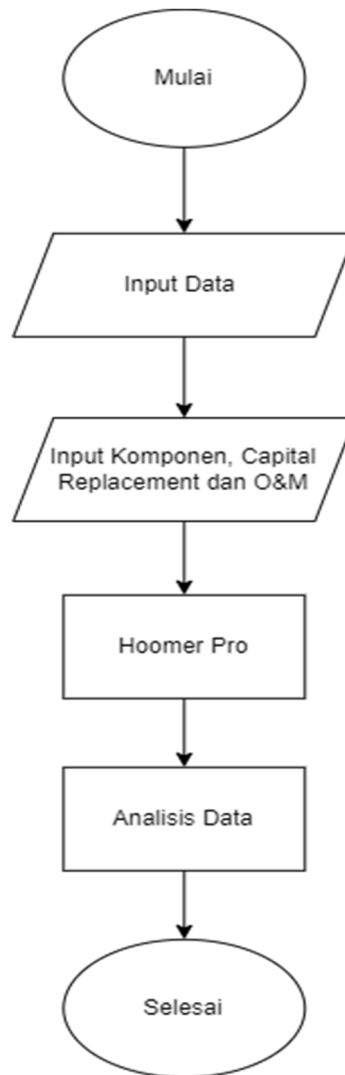 Mulai
Input Data
Input Komponen, Capital
Replacement dan O&M
Hoomer Pro
Analisis Data
Selesai